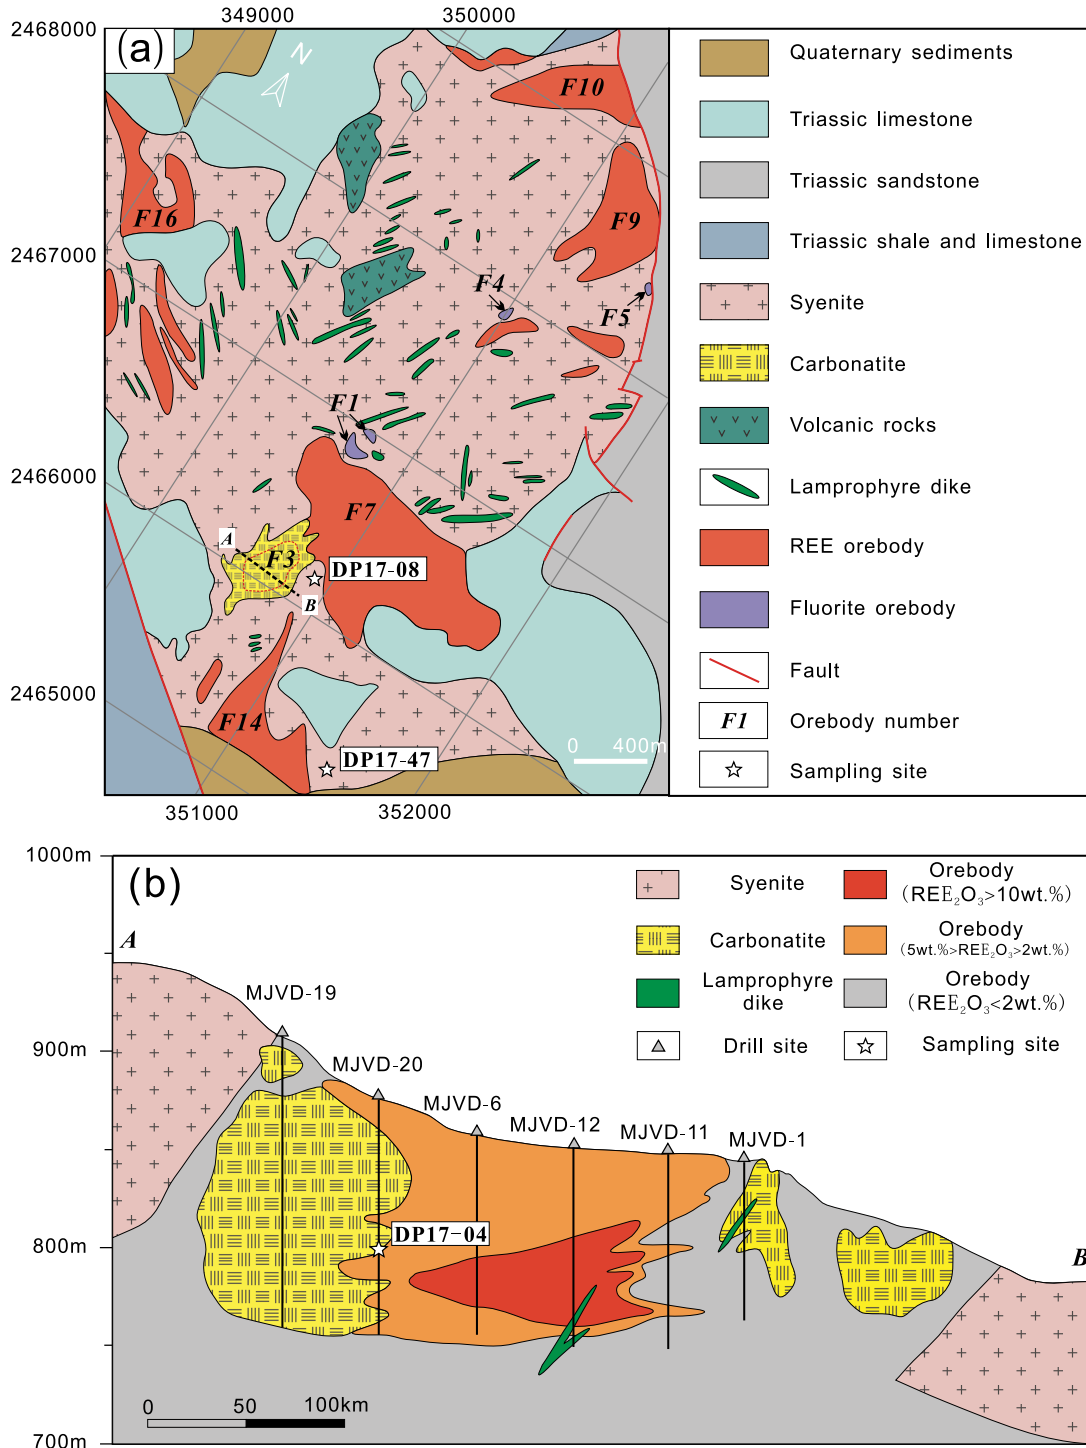 349000
350000
2468000
(a)
N
Quaternary sediments
F10
Triassic limestone
Triassic sandstone
F16
F9
2467000
Triassic shale and limestone
F4
F5
Syenite
Carbonatite
F1
Volcanic rocks
2466000
Lamprophyre dike
F7
A
F3
REE orebody
DP17-08
B
Fluorite orebody
Fault
2465000
F14
F1
Orebody number
0 400m
DP17-47
Sampling site
351000
352000
1000m
(b)
Syenite
Orebody
(REE₂O₃>10wt.%)
A
Carbonatite
Orebody
(5wt.%>REE₂O₃>2wt.%)
Lamprophyre
dike
Orebody
(REE₂O₃<2wt.%)
MJVD-19
Drill site
Sampling site
900m
MJVD-20
MJVD-6
MJVD-12
MJVD-11
MJVD-1
DP17-04
800m
B
0 50 100km
700m